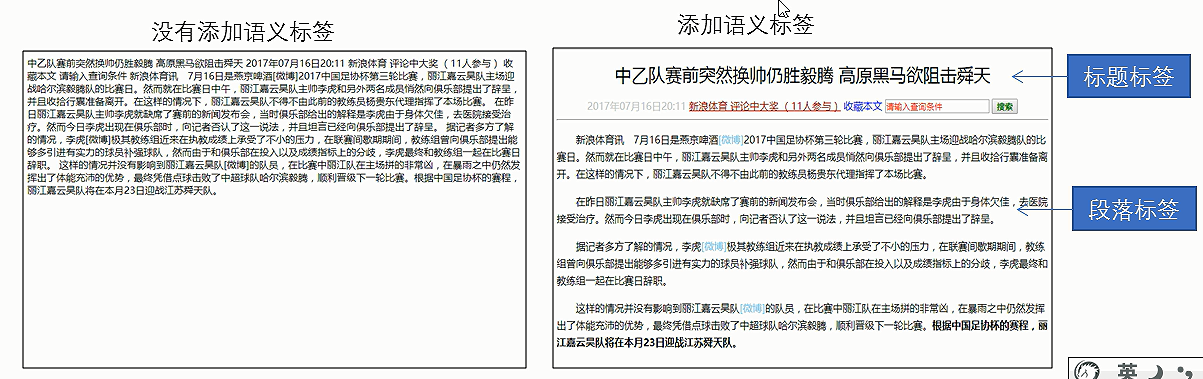 没有添加语义标签
中乙队赛前突然换帅仍胜毅腾 高原黑马欲阻击舜天 2017年07月16日20:11 新浪体育 评论中大奖（11人参与）收
藏本文 请输入查询条件 新浪体育讯 7月16日是燕京啤酒[微博]2017中国足协杯第三轮比赛，丽江嘉云昊队主场迎
战哈尔滨毅腾队的比赛日。然而就在比赛日中午，丽江嘉云昊队主帅李虎和另外两名成员悄然向俱乐部提出了辞呈，
并且收拾行囊准备离开。在这样的情况下，丽江嘉云昊队不得不由此前的教练员杨贵东代理指挥了本场比赛。 在昨
日丽江嘉云昊队主帅李虎就缺席了赛前的新闻发布会，当时俱乐部给出的解释是李虎由于身体欠佳，去医院接受治
疗。然而今日李虎出现在俱乐部时，向记者否认了这一说法，并且坦言已经向俱乐部提出了辞呈。 据记者多方了解
的情况，李虎[微博]极其教练组近来在执教成绩上承受了不小的压力，在联赛间歇期期间，教练组曾向俱乐部提出能
够多引进有实力的球员补强球队，然而由于和俱乐部在投入以及成绩指标上的分歧，李虎最终和教练组一起在比赛日
辞职。 这样的情况并没有影响到丽江嘉云昊队[微博]的队员，在比赛中丽江队在主场拼的非常凶，在暴雨之中仍然发
挥出了体能充沛的优势，最终凭借点球击败了中超球队哈尔滨毅腾，顺利晋级下一轮比赛。根据中国足协杯的赛程，
丽江嘉云昊队将在本月23日迎战江苏舜天队。
添加语义标签
中乙队赛前突然换帅仍胜毅腾 高原黑马欲阻击舜天
2017年07月16日20:11 新浪体育 评论中大奖（11人参与） 收藏本文 请输入查询条件 搜索
新浪体育讯 7月16日是燕京啤酒[微博]2017中国足协杯第三轮比赛，丽江嘉云昊队主场迎战哈尔滨毅腾队的比
赛日。然而就在比赛日中午，丽江嘉云昊队主帅李虎和另外两名成员悄然向俱乐部提出了辞呈，并且收拾行囊准备离
开。在这样的情况下，丽江嘉云昊队不得不由此前的教练员杨贵东代理指挥了本场比赛。
在昨日丽江嘉云昊队主帅李虎就缺席了赛前的新闻发布会，当时俱乐部给出的解释是李虎由于身体欠佳，去医院
接受治疗。然而今日李虎出现在俱乐部时，向记者否认了这一说法，并且坦言已经向俱乐部提出了辞呈。
据记者多方了解的情况，李虎[微博]极其教练组近来在执教成绩上承受了不小的压力，在联赛间歇期期间，教练
组曾向俱乐部提出能够多引进有实力的球员补强球队，然而由于和俱乐部在投入以及成绩指标上的分歧，李虎最终和
教练组一起在比赛日辞职。
这样的情况并没有影响到丽江嘉云昊队[微博]的队员，在比赛中丽江队在主场拼的非常凶，在暴雨之中仍然发挥
出了体能充沛的优势，最终凭借点球击败了中超球队哈尔滨毅腾，顺利晋级下一轮比赛。根据中国足协杯的赛程，丽
江嘉云昊队将在本月23日迎战江苏舜天队。
标题标签
段落标签
英